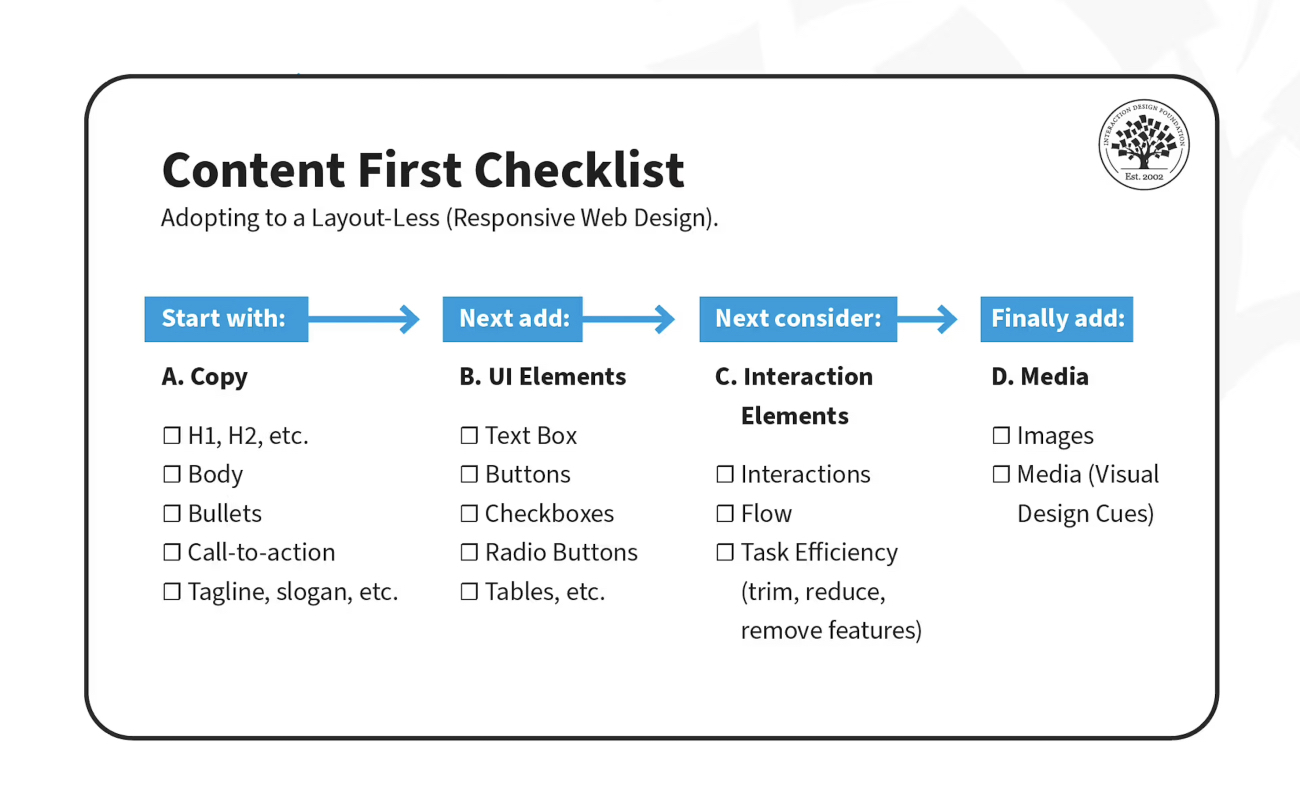 INTERACTION DESIGN FOUNDATION
Est. 2002
Content First Checklist
Adopting to a Layout-Less (Responsive Web Design).
Start with:
A. Copy
❐ H1, H2, etc.
❐ Body
❐ Bullets
❐ Call-to-action
❐ Tagline, slogan, etc.
Next add:
B. UI Elements
❐ Text Box
❐ Buttons
❐ Checkboxes
❐ Radio Buttons
❐ Tables, etc.
Next consider:
C. Interaction
Elements
❐ Interactions
❐ Flow
❐ Task Efficiency
(trim, reduce,
remove features)
Finally add:
D. Media
❐ Images
❐ Media (Visual
Design Cues)